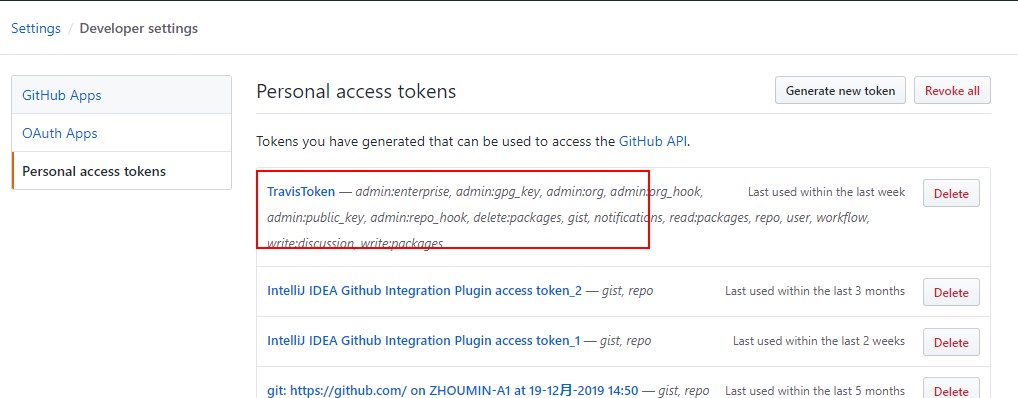 Settings / Developer settings
GitHub Apps
OAuth Apps
Personal access tokens
Personal access tokens
Generate new token
Revoke all
Tokens you have generated that can be used to access the GitHub API.
TravisToken — admin:enterprise, admin:gpg_key, admin:org, admin:org_hook,
admin:public_key, admin:repo_hook, delete:packages, gist, notifications, read:packages, repo, user, workflow,
write:discussion, write:packages
Last used within the last week
Delete
IntelliJ IDEA Github Integration Plugin access token_2 — gist, repo
Last used within the last 3 months
Delete
IntelliJ IDEA Github Integration Plugin access token_1 — gist, repo
Last used within the last 2 weeks
Delete
git: https://github.com/ on ZHOUMIN-A1 at 19-12月-2019 14:50 — gist, repo
Last used within the last 5 months
Delete